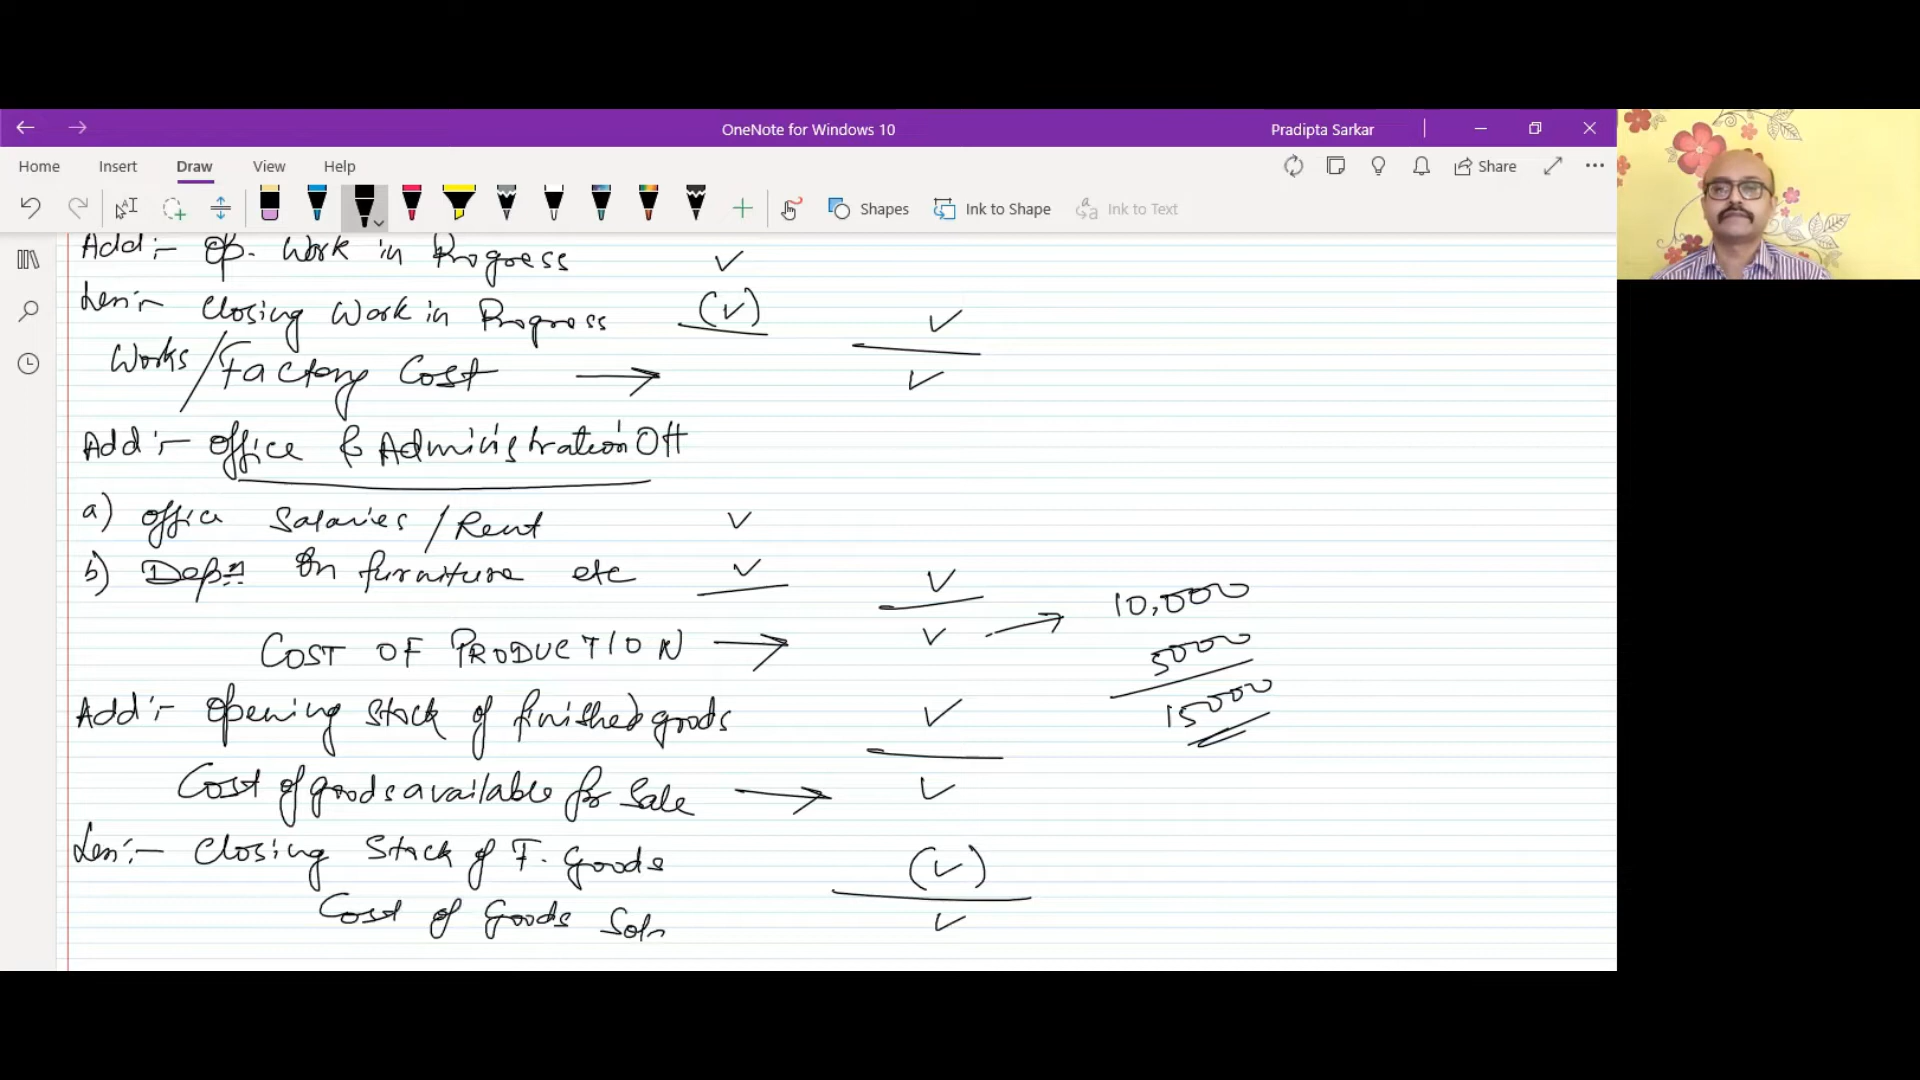 OneNote for Windows 10
Pradipta Sarkar
Home Insert Draw View Help
Share
Shapes Ink to Shape Ink to Text
Add:- Op. Work in Progress ✓
Less:- Closing Work in Progress (✓) ✓
Works/Factory Cost → ✓
Add:- Office & Administration OH
a) Office Salaries/Rent ✓
b) Depn On furniture etc ✓ ✓
COST OF PRODUCTION → ✓ → 10,000
5000
15000
Add:- Opening Stock of finished goods ✓
Cost of goods available for Sale → ✓
Less:- Closing Stock of F. Goods (✓)
Cost of Goods Sold ✓